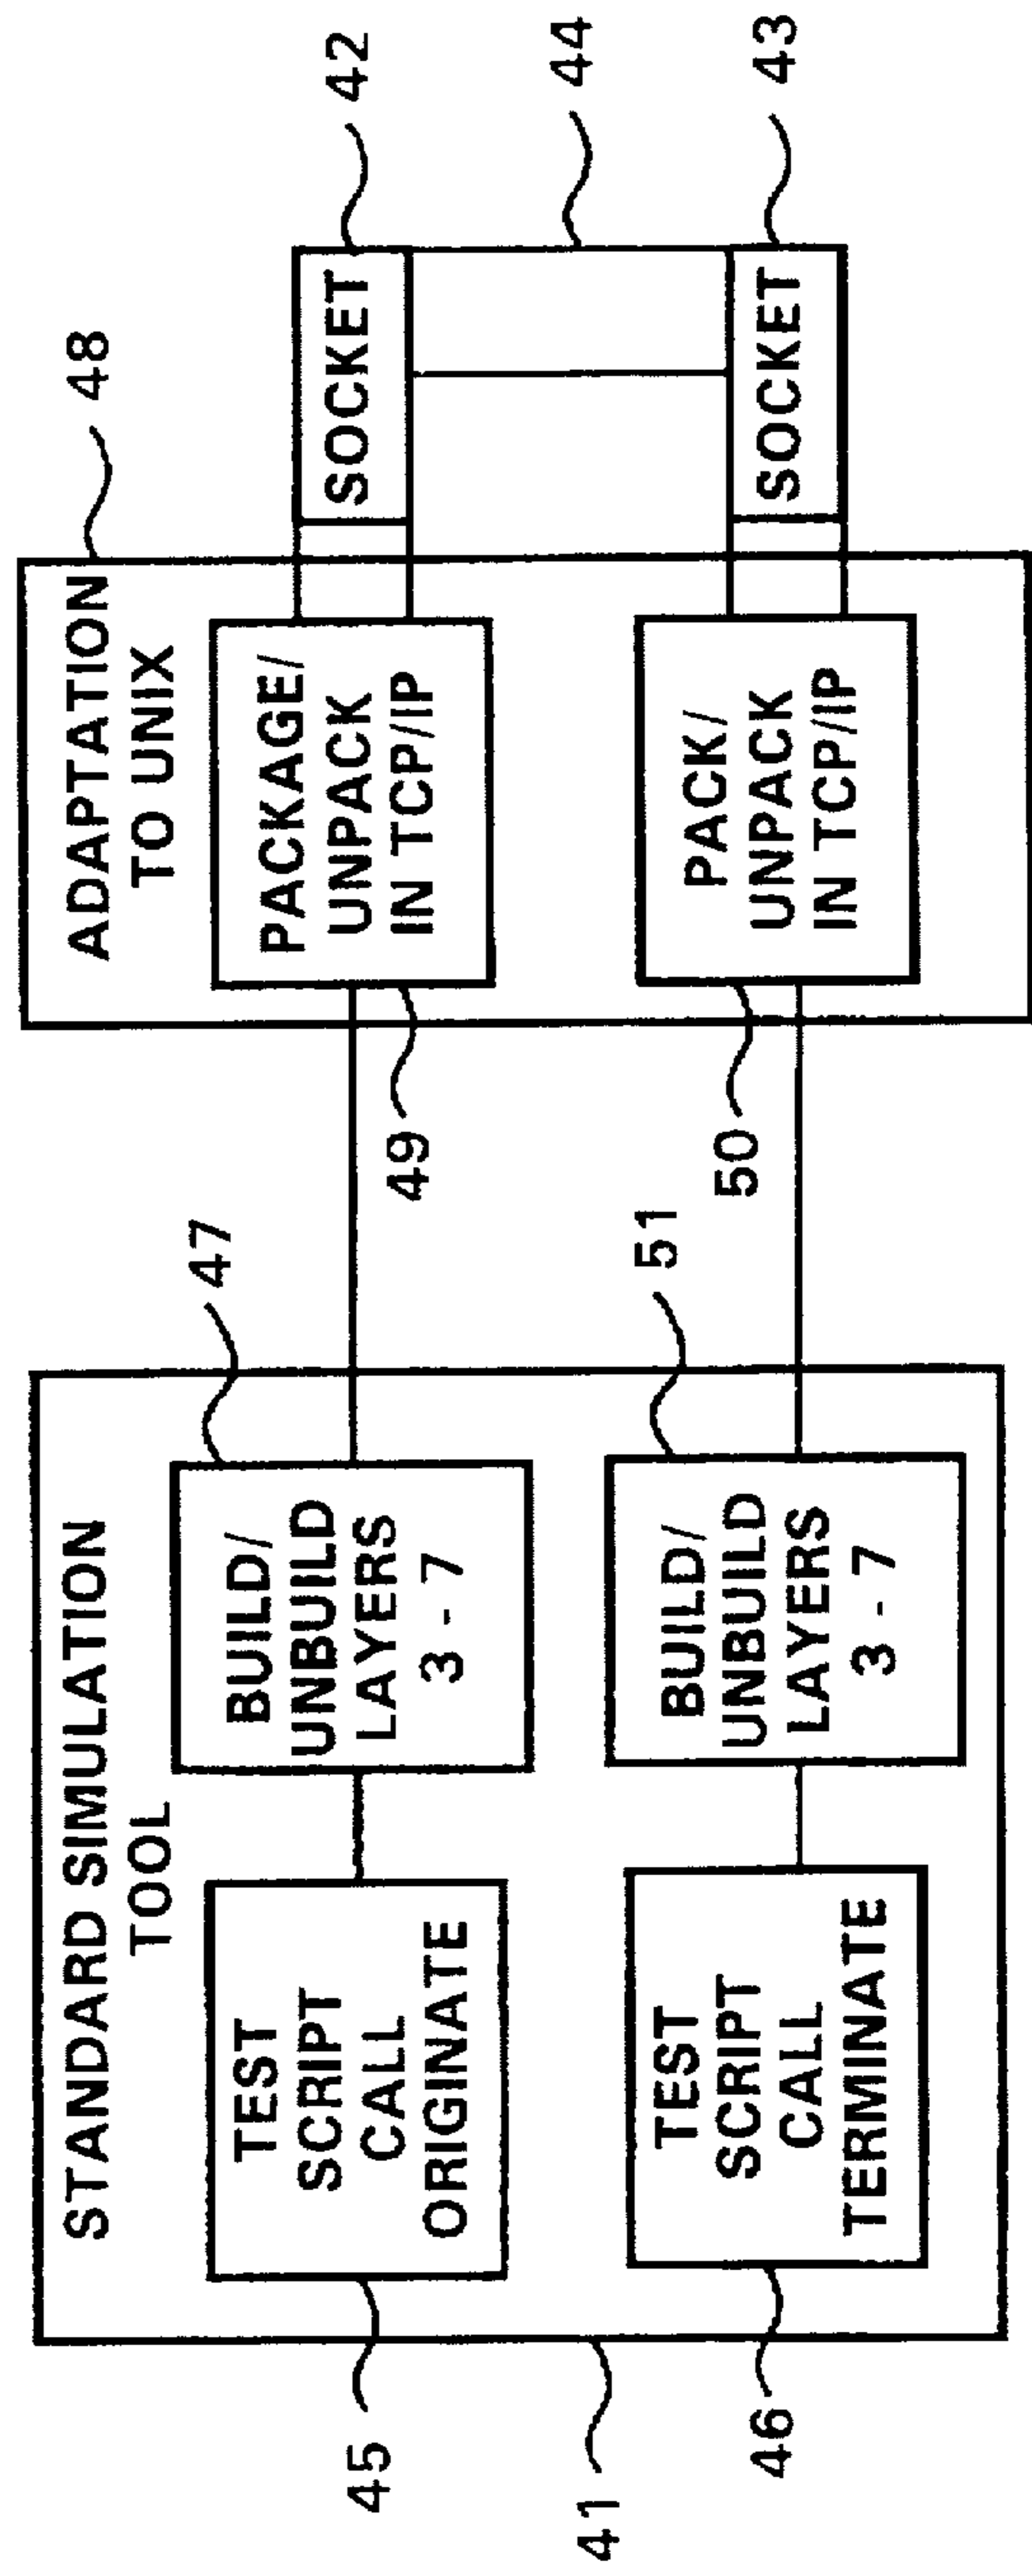 STANDARD SIMULATION
TOOL
TEST
SCRIPT
CALL
ORIGINATE
BUILD/
UNBUILD
LAYERS
3 - 7
TEST
SCRIPT
CALL
TERMINATE
BUILD/
UNBUILD
LAYERS
3 - 7
45
46
41
47
51
ADAPTATION
TO UNIX
PACKAGE/
UNPACK
IN TCP/IP
PACK/
UNPACK
IN TCP/IP
49
50
48
SOCKET
SOCKET
42
44
43